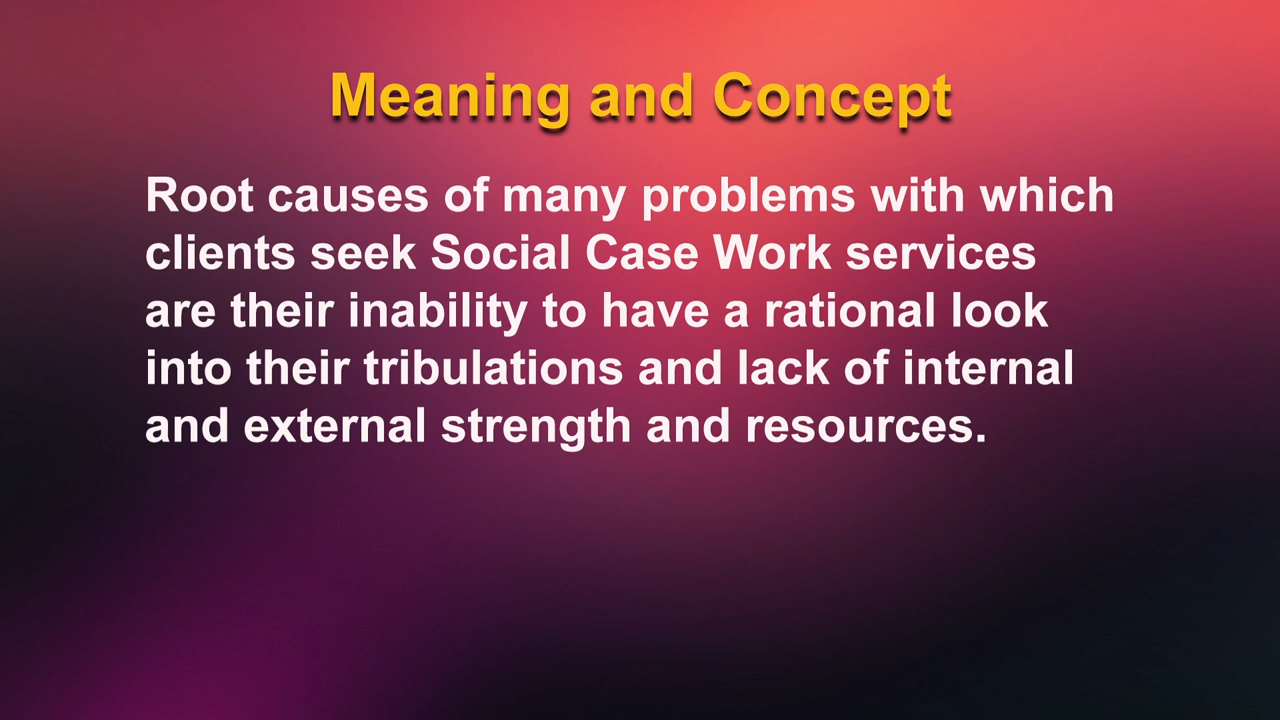 Meaning and Concept
Root causes of many problems with which
clients seek Social Case Work services
are their inability to have a rational look
into their tribulations and lack of internal
and external strength and resources.